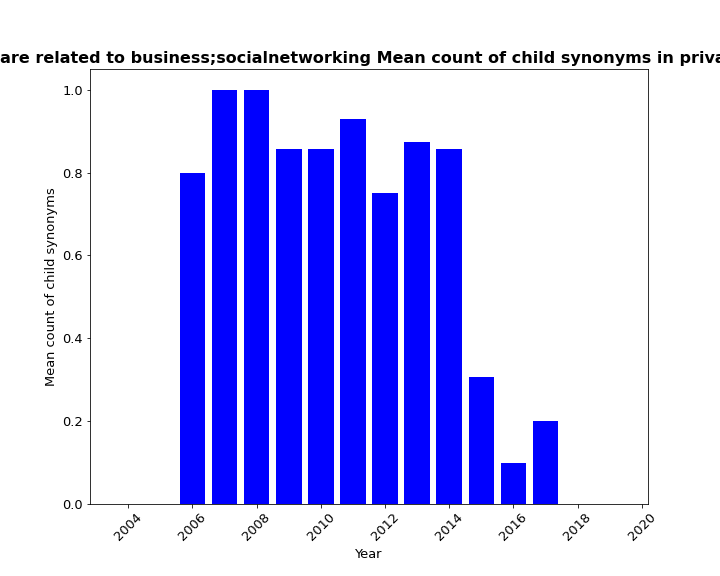 are related to business;socialnetworking Mean count of child synonyms in priva
1.0
0.8
0.6
0.4
0.2
0.0
Mean count of child synonyms
2004 2006 2008 2010 2012 2014 2016 2018 2020
Year